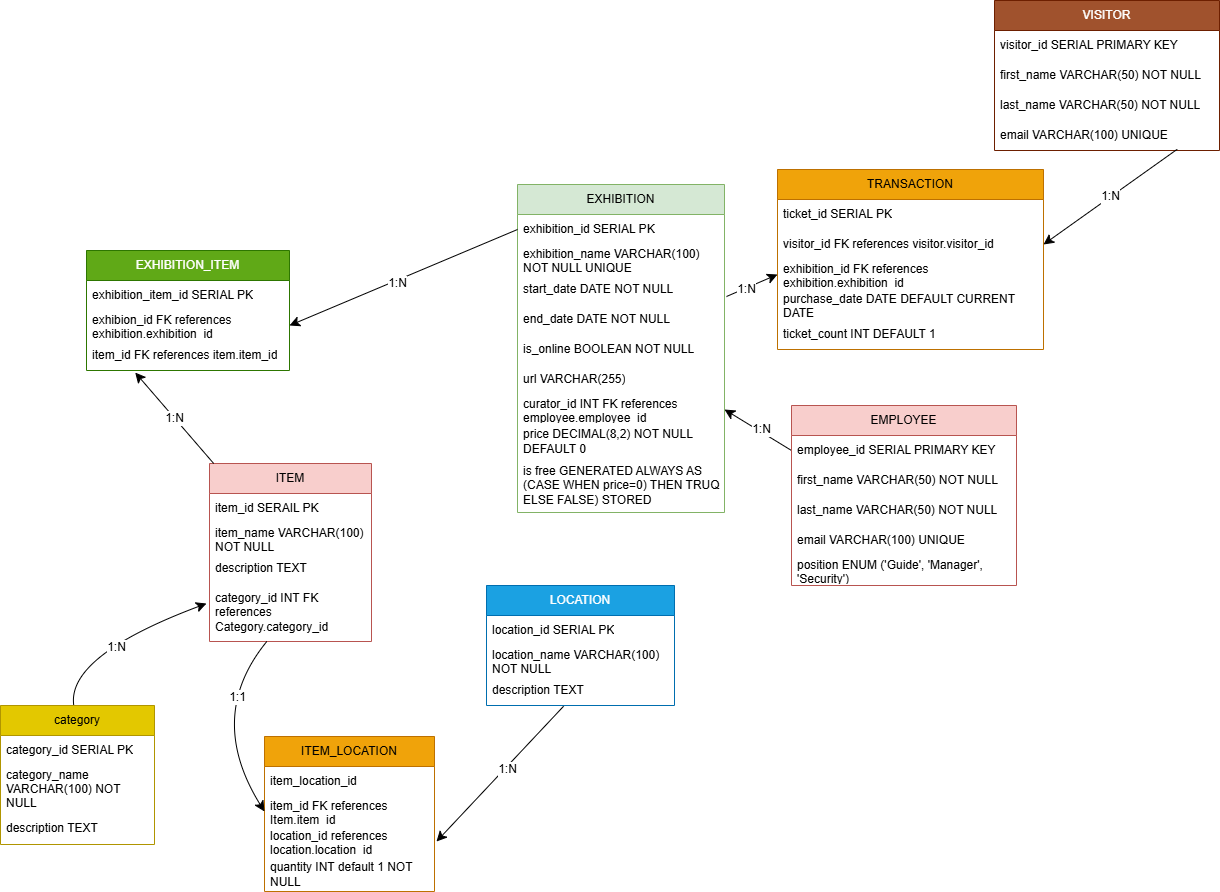 VISITOR
visitor_id SERIAL PRIMARY KEY
first_name VARCHAR(50) NOT NULL
last_name VARCHAR(50) NOT NULL
email VARCHAR(100) UNIQUE
1:N
TRANSACTION
ticket_id SERIAL PK
visitor_id FK references visitor.visitor_id
exhibition_id FK references
exhibition.exhibition_id
purchase_date DATE DEFAULT CURRENT
DATE
ticket_count INT DEFAULT 1
EXHIBITION
exhibition_id SERIAL PK
exhibition_name VARCHAR(100)
NOT NULL UNIQUE
start_date DATE NOT NULL
end_date DATE NOT NULL
is_online BOOLEAN NOT NULL
url VARCHAR(255)
curator_id INT FK references
employee.employee_id
price DECIMAL(8,2) NOT NULL
DEFAULT 0
is free GENERATED ALWAYS AS
(CASE WHEN price=0) THEN TRUQ
ELSE FALSE) STORED
1:N
1:N
EXHIBITION_ITEM
exhibition_item_id SERIAL PK
exhibion_id FK references
exhibition.exhibition_id
item_id FK references item.item_id
1:N
EMPLOYEE
employee_id SERIAL PRIMARY KEY
first_name VARCHAR(50) NOT NULL
last_name VARCHAR(50) NOT NULL
email VARCHAR(100) UNIQUE
position ENUM ('Guide', 'Manager',
'Security')
1:N
ITEM
item_id SERAIL PK
item_name VARCHAR(100)
NOT NULL
description TEXT
category_id INT FK
references
Category.category_id
LOCATION
location_id SERIAL PK
location_name VARCHAR(100)
NOT NULL
description TEXT
1:N
1:1
category
category_id SERIAL PK
category_name
VARCHAR(100) NOT
NULL
description TEXT
ITEM_LOCATION
item_location_id
item_id FK references
Item.item_id
location_id references
location.location_id
quantity INT default 1 NOT
NULL
1:N